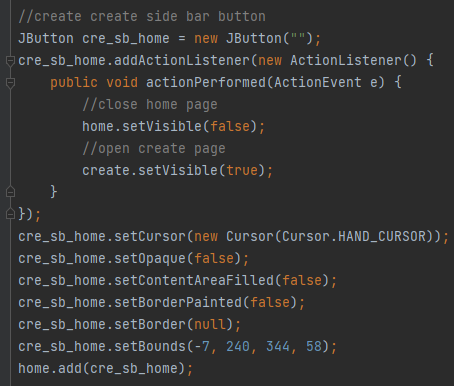 //create create side bar button
JButton cre_sb_home = new JButton("");
cre_sb_home.addActionListener(new ActionListener() {
    public void actionPerformed(ActionEvent e) {
        //close home page
        home.setVisible(false);
        //open create page
        create.setVisible(true);
    }
});
cre_sb_home.setCursor(new Cursor(Cursor.HAND_CURSOR));
cre_sb_home.setOpaque(false);
cre_sb_home.setContentAreaFilled(false);
cre_sb_home.setBorderPainted(false);
cre_sb_home.setBorder(null);
cre_sb_home.setBounds(-7, 240, 344, 58);
home.add(cre_sb_home);